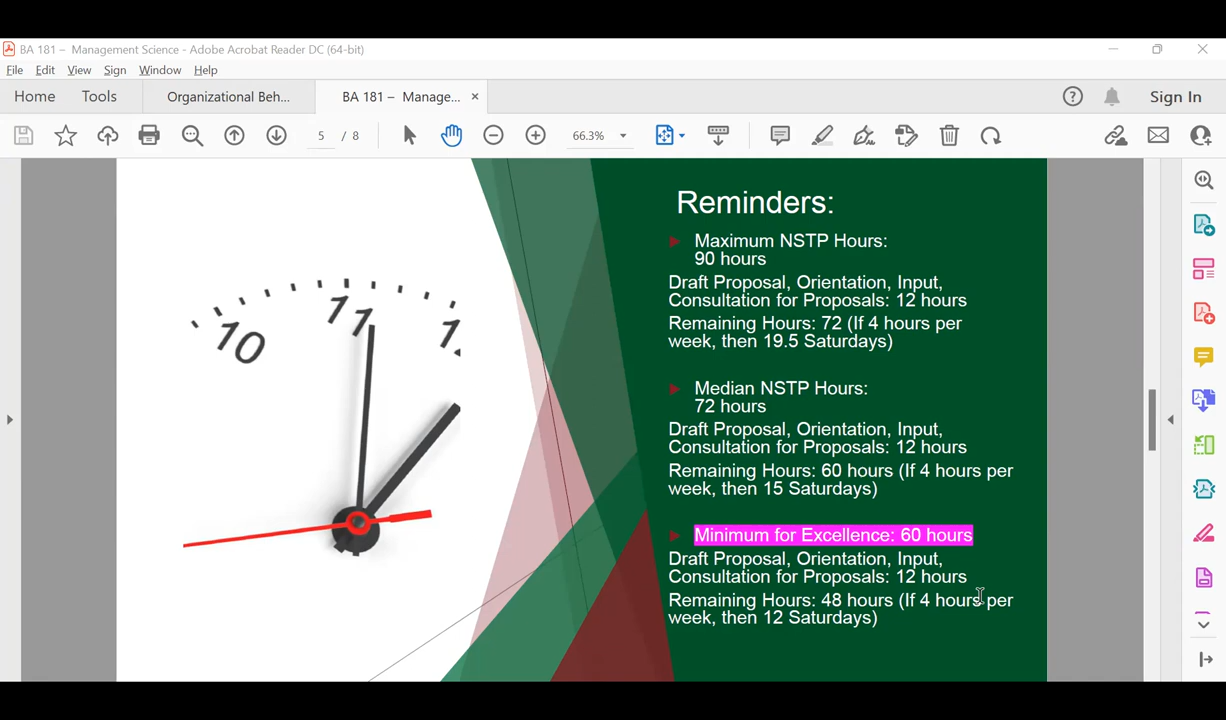 BA 181 – Management Science - Adobe Acrobat Reader DC (64-bit)
File Edit View Sign Window Help
Home Tools Organizational Beh... BA 181 – Manage... × ? Sign In
5 / 8 66.3%
10
11
1
Reminders:
Maximum NSTP Hours:
90 hours
Draft Proposal, Orientation, Input,
Consultation for Proposals: 12 hours
Remaining Hours: 72 (If 4 hours per
week, then 19.5 Saturdays)
Median NSTP Hours:
72 hours
Draft Proposal, Orientation, Input,
Consultation for Proposals: 12 hours
Remaining Hours: 60 hours (If 4 hours per
week, then 15 Saturdays)
Minimum for Excellence: 60 hours
Draft Proposal, Orientation, Input,
Consultation for Proposals: 12 hours
Remaining Hours: 48 hours (If 4 hours per
week, then 12 Saturdays)